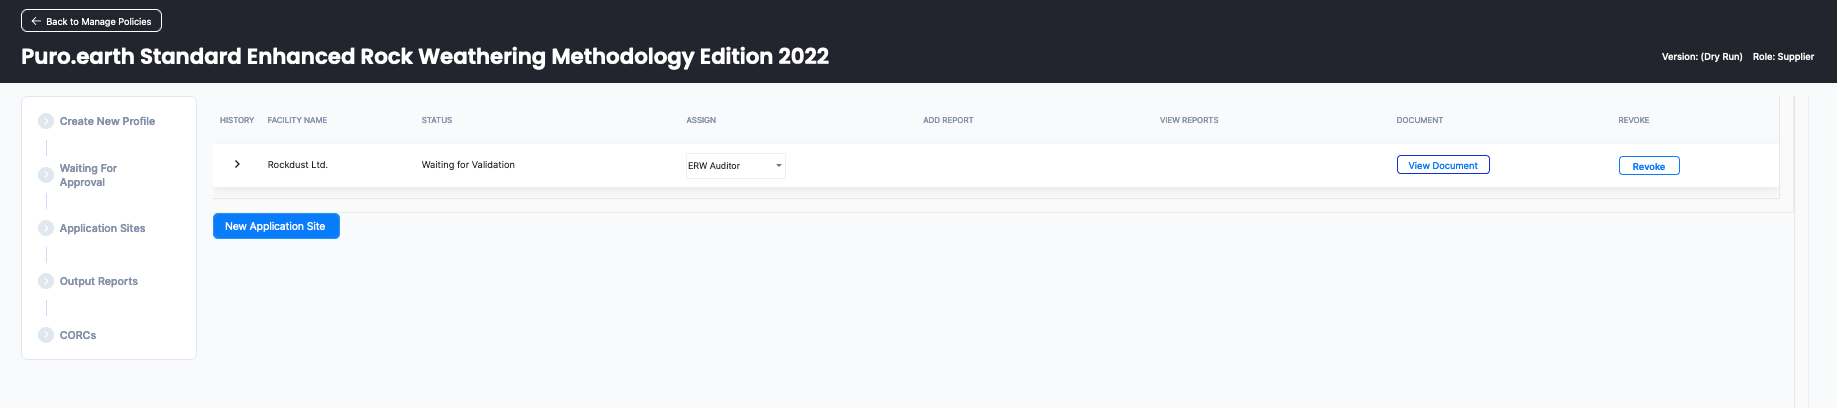 Back to Manage Policies
Puro.earth Standard Enhanced Rock Weathering Methodology Edition 2022
Version: (Dry Run) Role: Supplier
Create New Profile
Waiting For
Approval
Application Sites
Output Reports
CORCs
HISTORY FACILITY NAME STATUS ASSIGN ADD REPORT VIEW REPORTS DOCUMENT REVOKE
Rockdust Ltd. Waiting for Validation ERW Auditor View Document Revoke
New Application Site